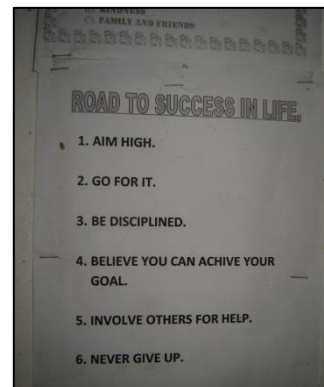 B) KINDNESS
C) FAMILY AND FRIENDS
ROAD TO SUCCESS IN LIFE.
1. AIM HIGH.
2. GO FOR IT.
3. BE DISCIPLINED.
4. BELIEVE YOU CAN ACHIVE YOUR
GOAL.
5. INVOLVE OTHERS FOR HELP.
6. NEVER GIVE UP.